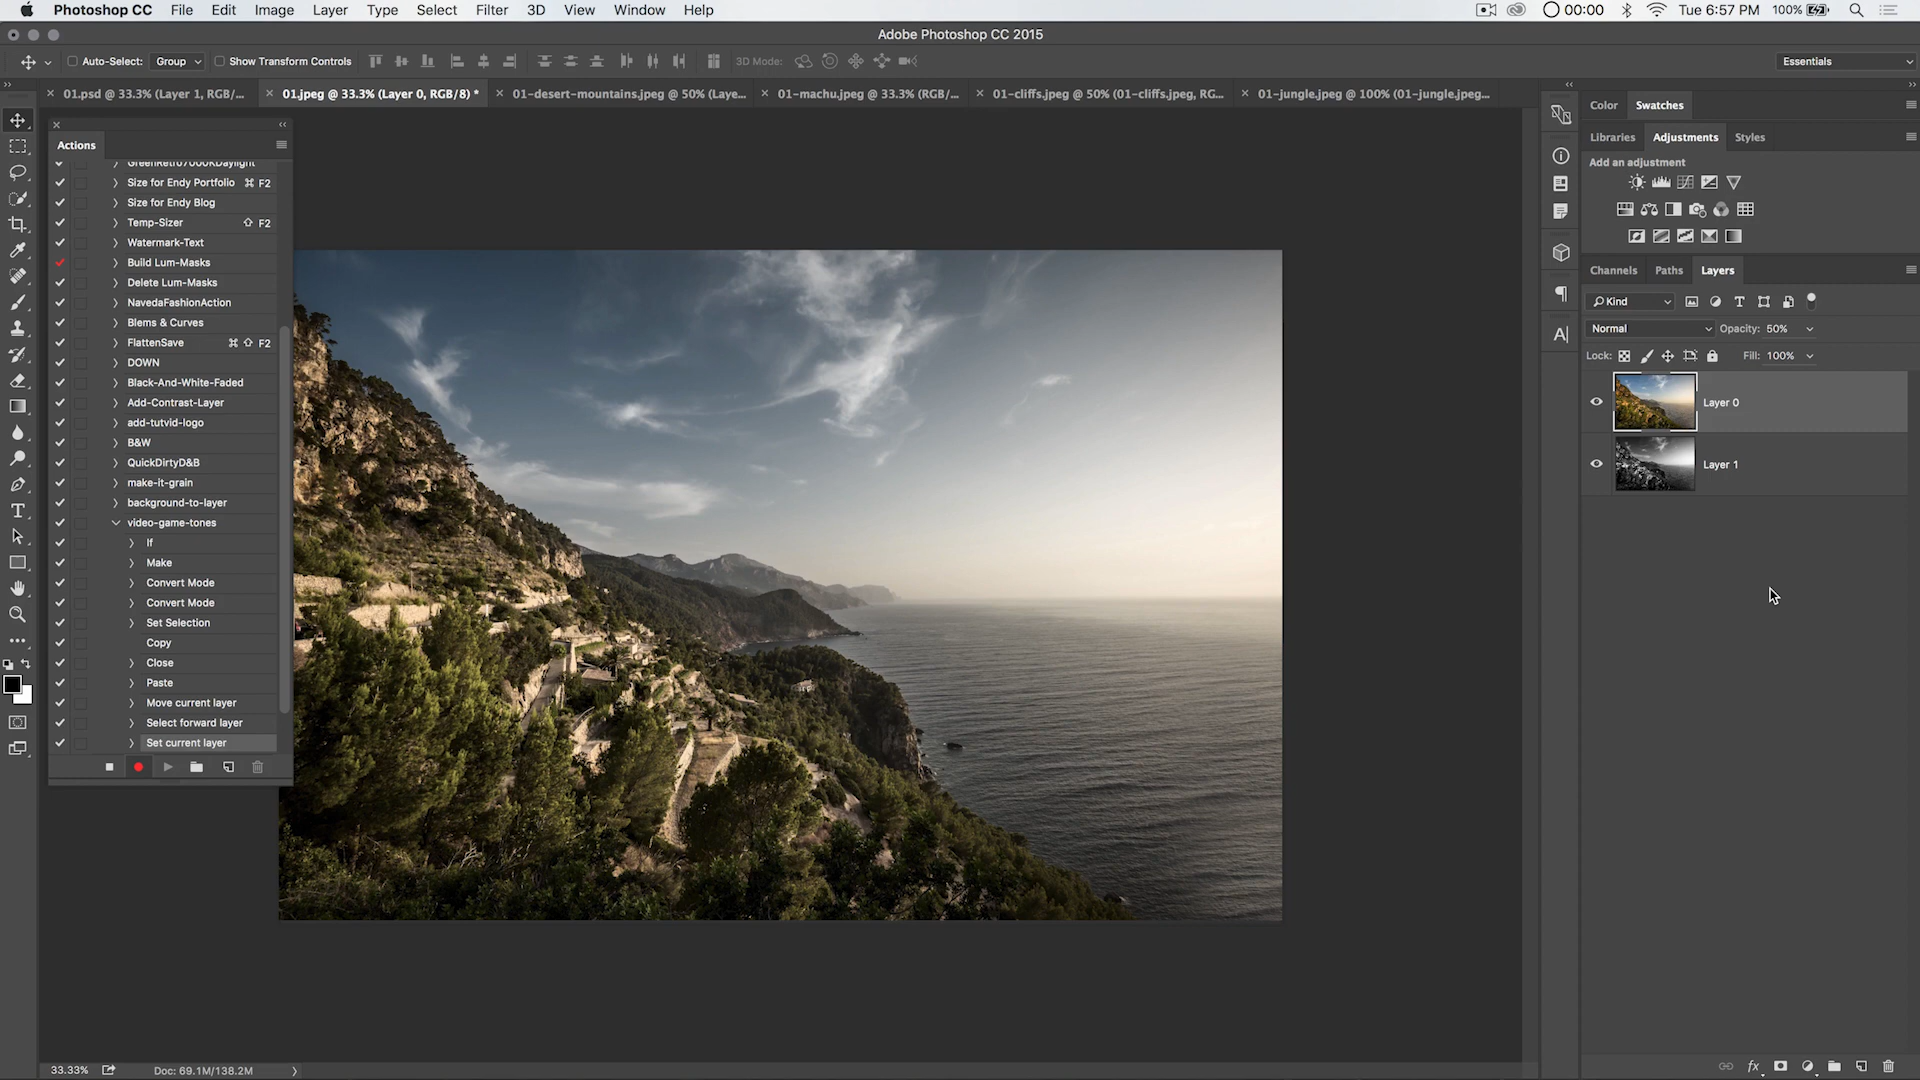 Photoshop CC File Edit Image Layer Type Select Filter 3D View Window Help 00:00 Tue 6:57 PM 100%
Adobe Photoshop CC 2015
Auto-Select: Group Show Transform Controls 3D Mode: Essentials
01.psd @ 33.3% (Layer 1, RGB/... 01.jpeg @ 33.3% (Layer 0, RGB/8) * 01-desert-mountains.jpeg @ 50% (Laye... 01-machu.jpeg @ 33.3% (RGB/... 01-cliffs.jpeg @ 50% (01-cliffs.jpeg, RG... 01-jungle.jpeg @ 100% (01-jungle.jpeg...
Actions
GreenRetro7000KDaylight
Size for Endy Portfolio ⌘ F2
Size for Endy Blog
Temp-Sizer ⇧ F2
Watermark-Text
Build Lum-Masks
Delete Lum-Masks
NavedaFashionAction
Blems & Curves
FlattenSave ⌘ ⇧ F2
DOWN
Black-And-White-Faded
Add-Contrast-Layer
add-tutvid-logo
B&W
QuickDirtyD&B
make-it-grain
background-to-layer
video-game-tones
If
Make
Convert Mode
Convert Mode
Set Selection
Copy
Close
Paste
Move current layer
Select forward layer
Set current layer
Color Swatches
Libraries Adjustments Styles
Add an adjustment
Channels Paths Layers
Kind
Normal Opacity: 50%
Lock: Fill: 100%
Layer 0
Layer 1
33.33% Doc: 69.1M/138.2M